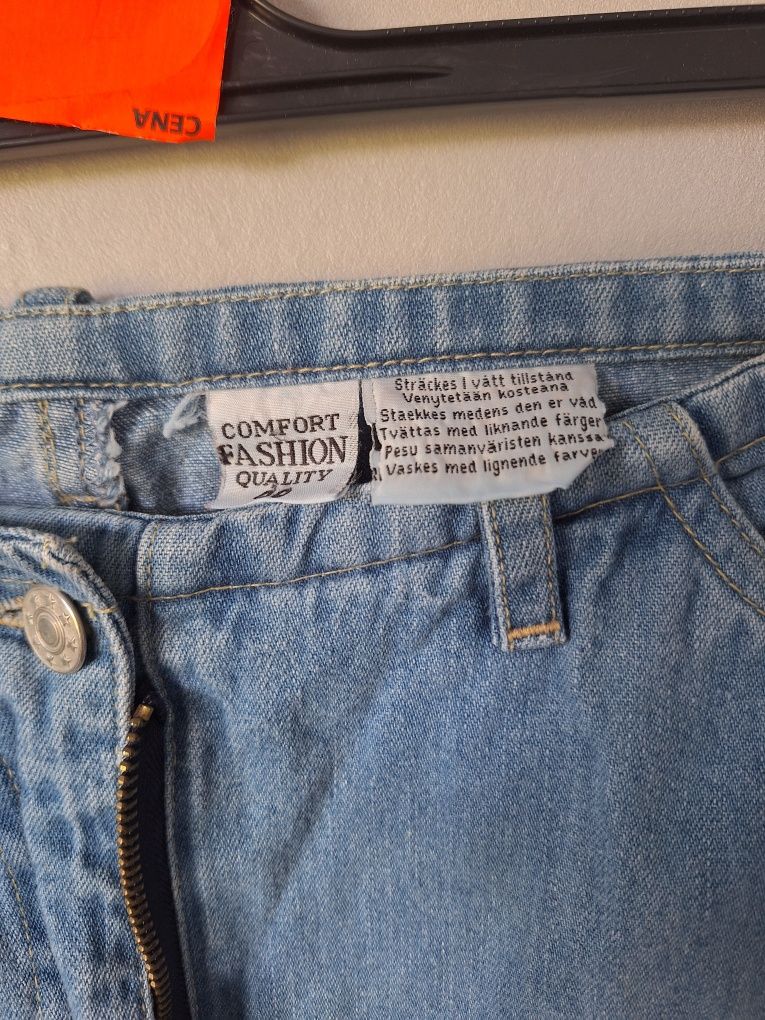 CENA
COMFORT
FASHION
QUALITY
Sträckes I vått tillstånd
Venytetään kosteana
Staekkes medens den er våd
Tvättas med liknande färger
Pesu samanväristen kanssa
Vaskes med lignende farver